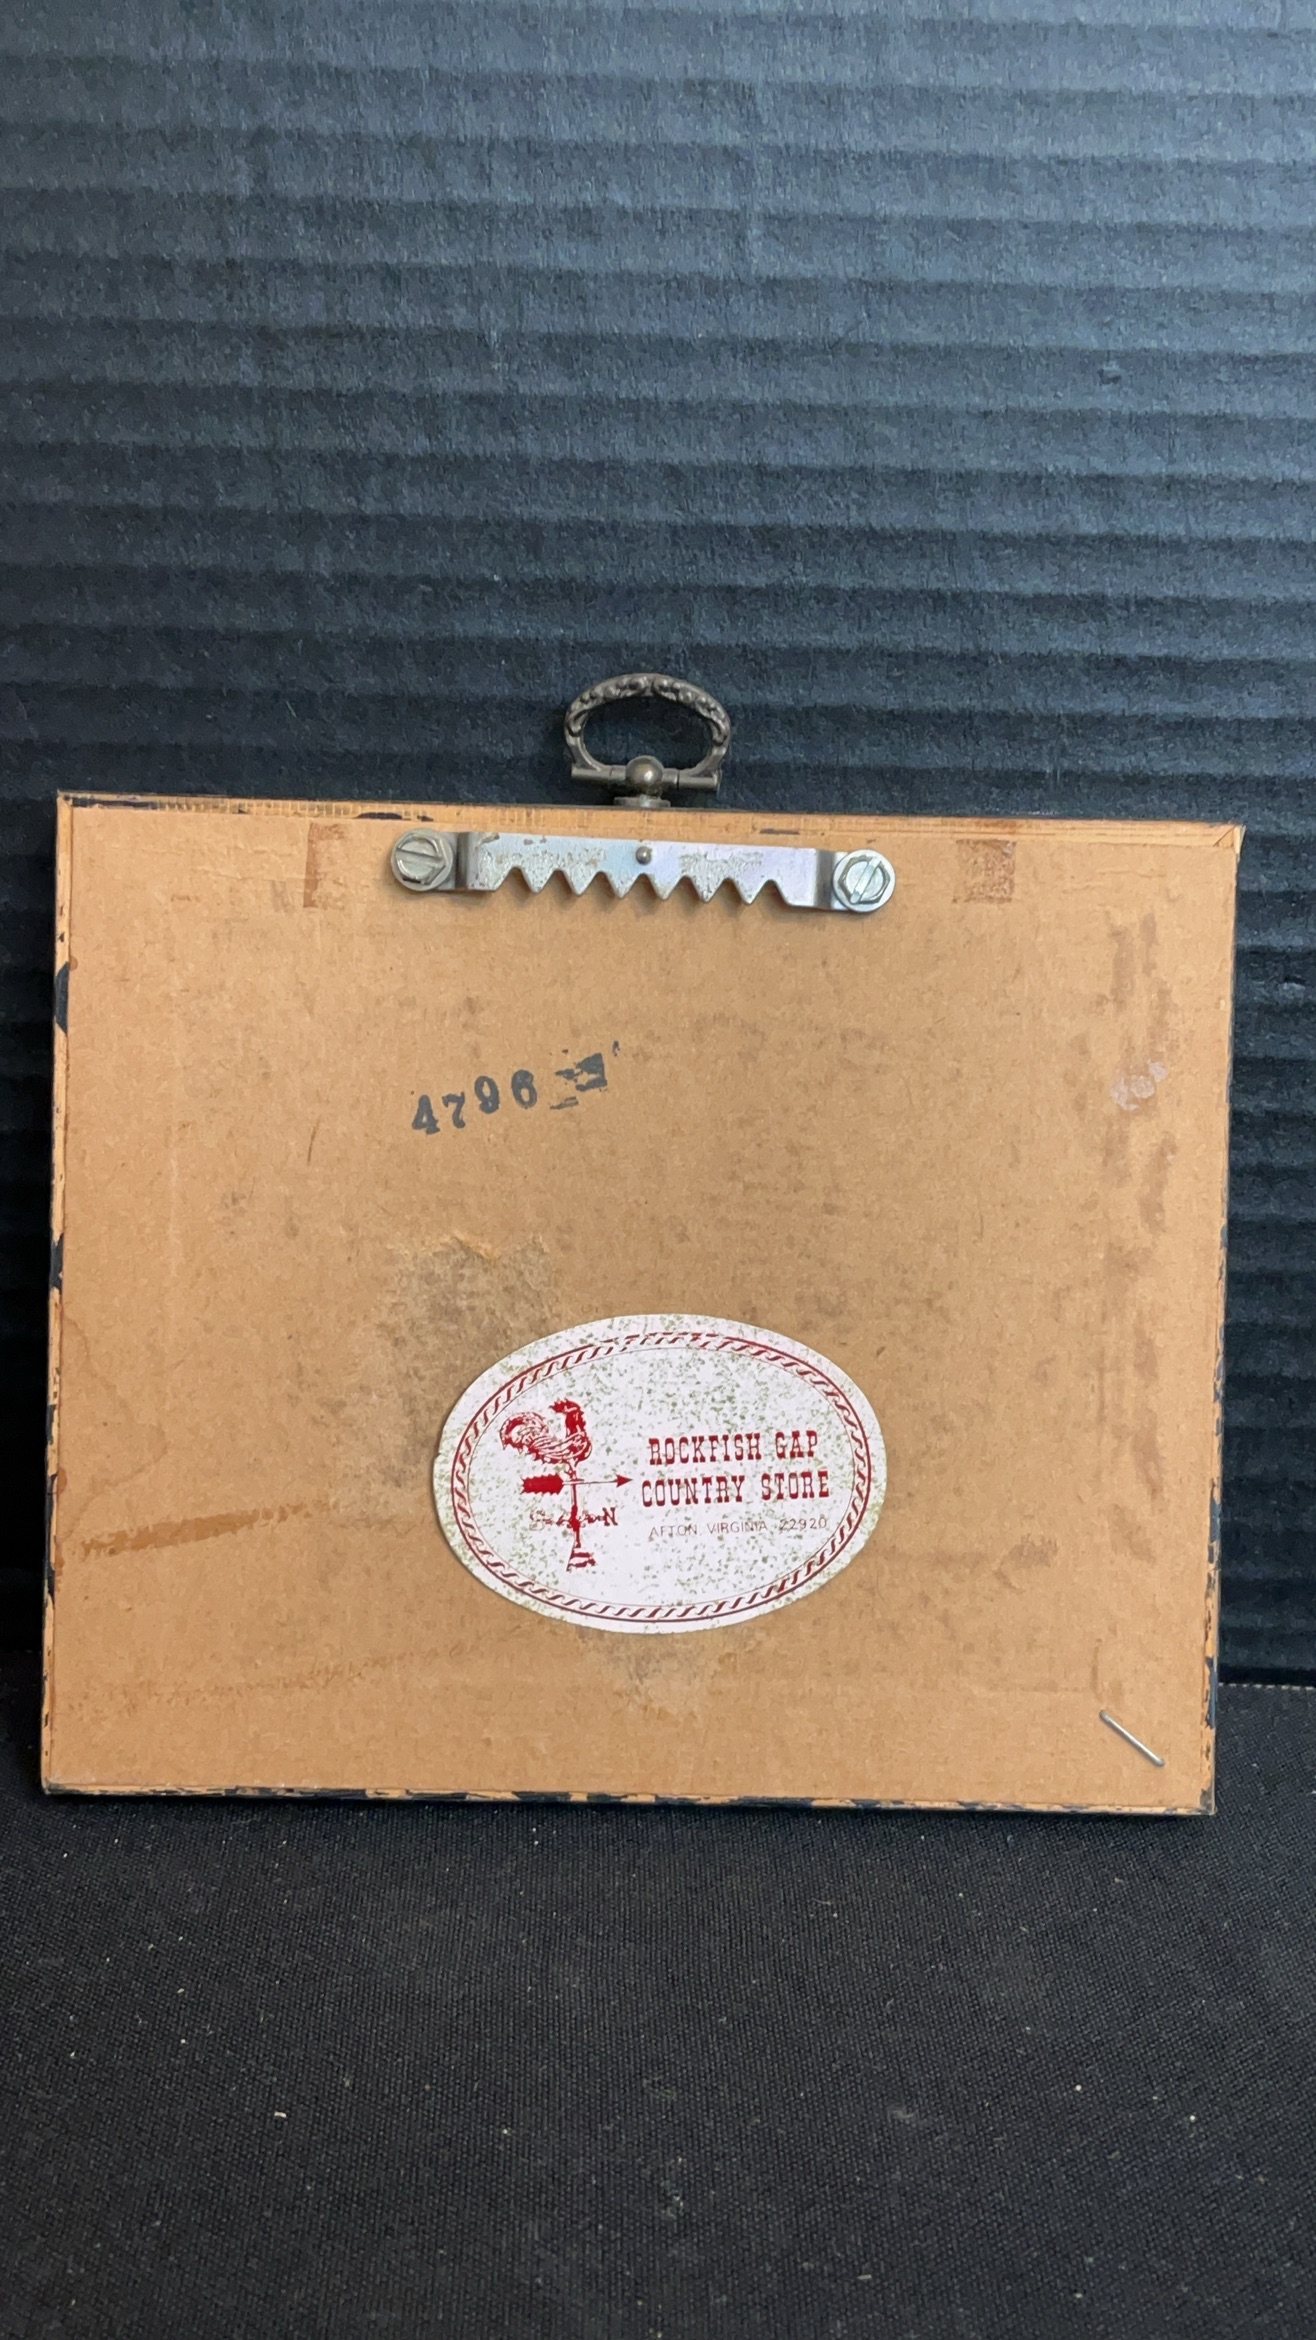 4796
ROCKFISH GAP
COUNTRY STORE
AFTON, VIRGINIA 22920
S N